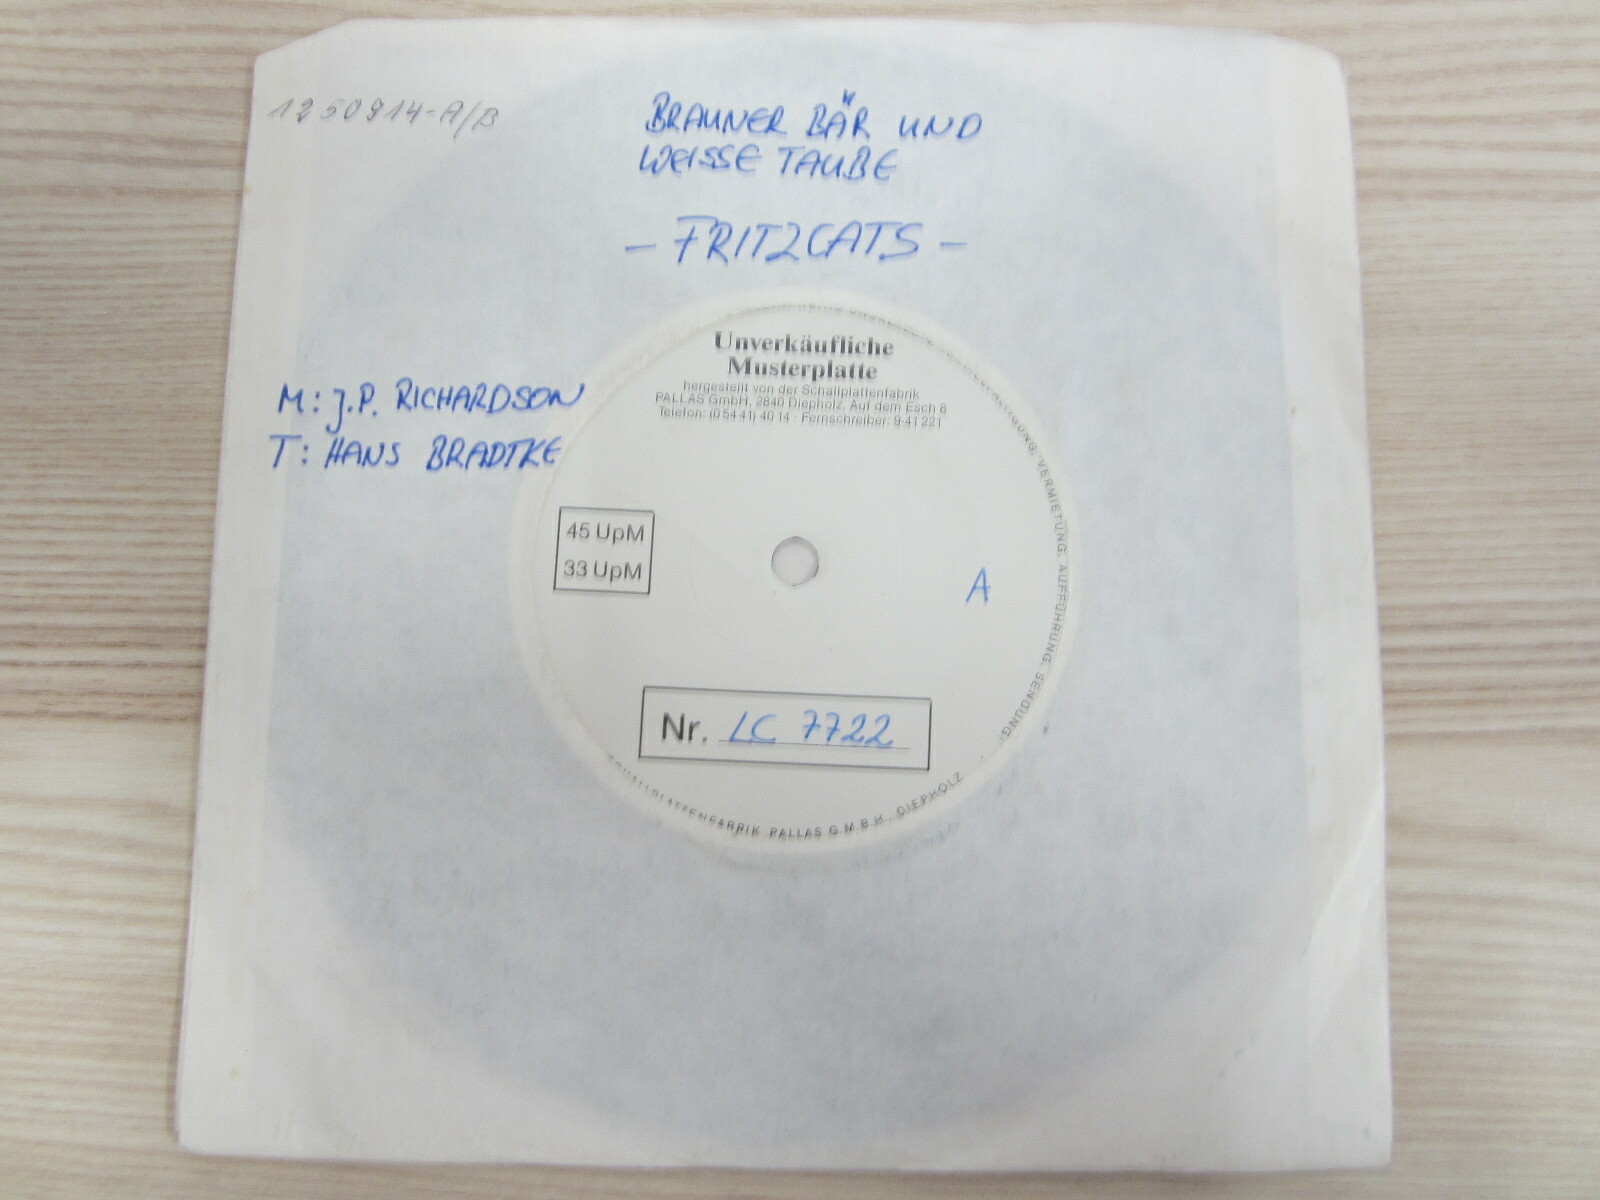 1250914-A/B
BRAUNER BÄR UND
WEISSE TAUBE
- FRITZCATS -
M: J.P. RICHARDSON
T: HANS BRADTKE
Unverkäufliche
Musterplatte
hergestellt von der Schallplattenfabrik
PALLAS GmbH, 2840 Diepholz, Auf dem Esch 8
Telefon: (0 54 41) 40 14 · Fernschreiber: 9 41 221
45 UpM
33 UpM
A
Nr. LC 7722
VERMIETUNG, AUFFÜHRUNG, SENDUNG!
SCHALLPLATTENFABRIK PALLAS G.M.B.H., DIEPHOLZ